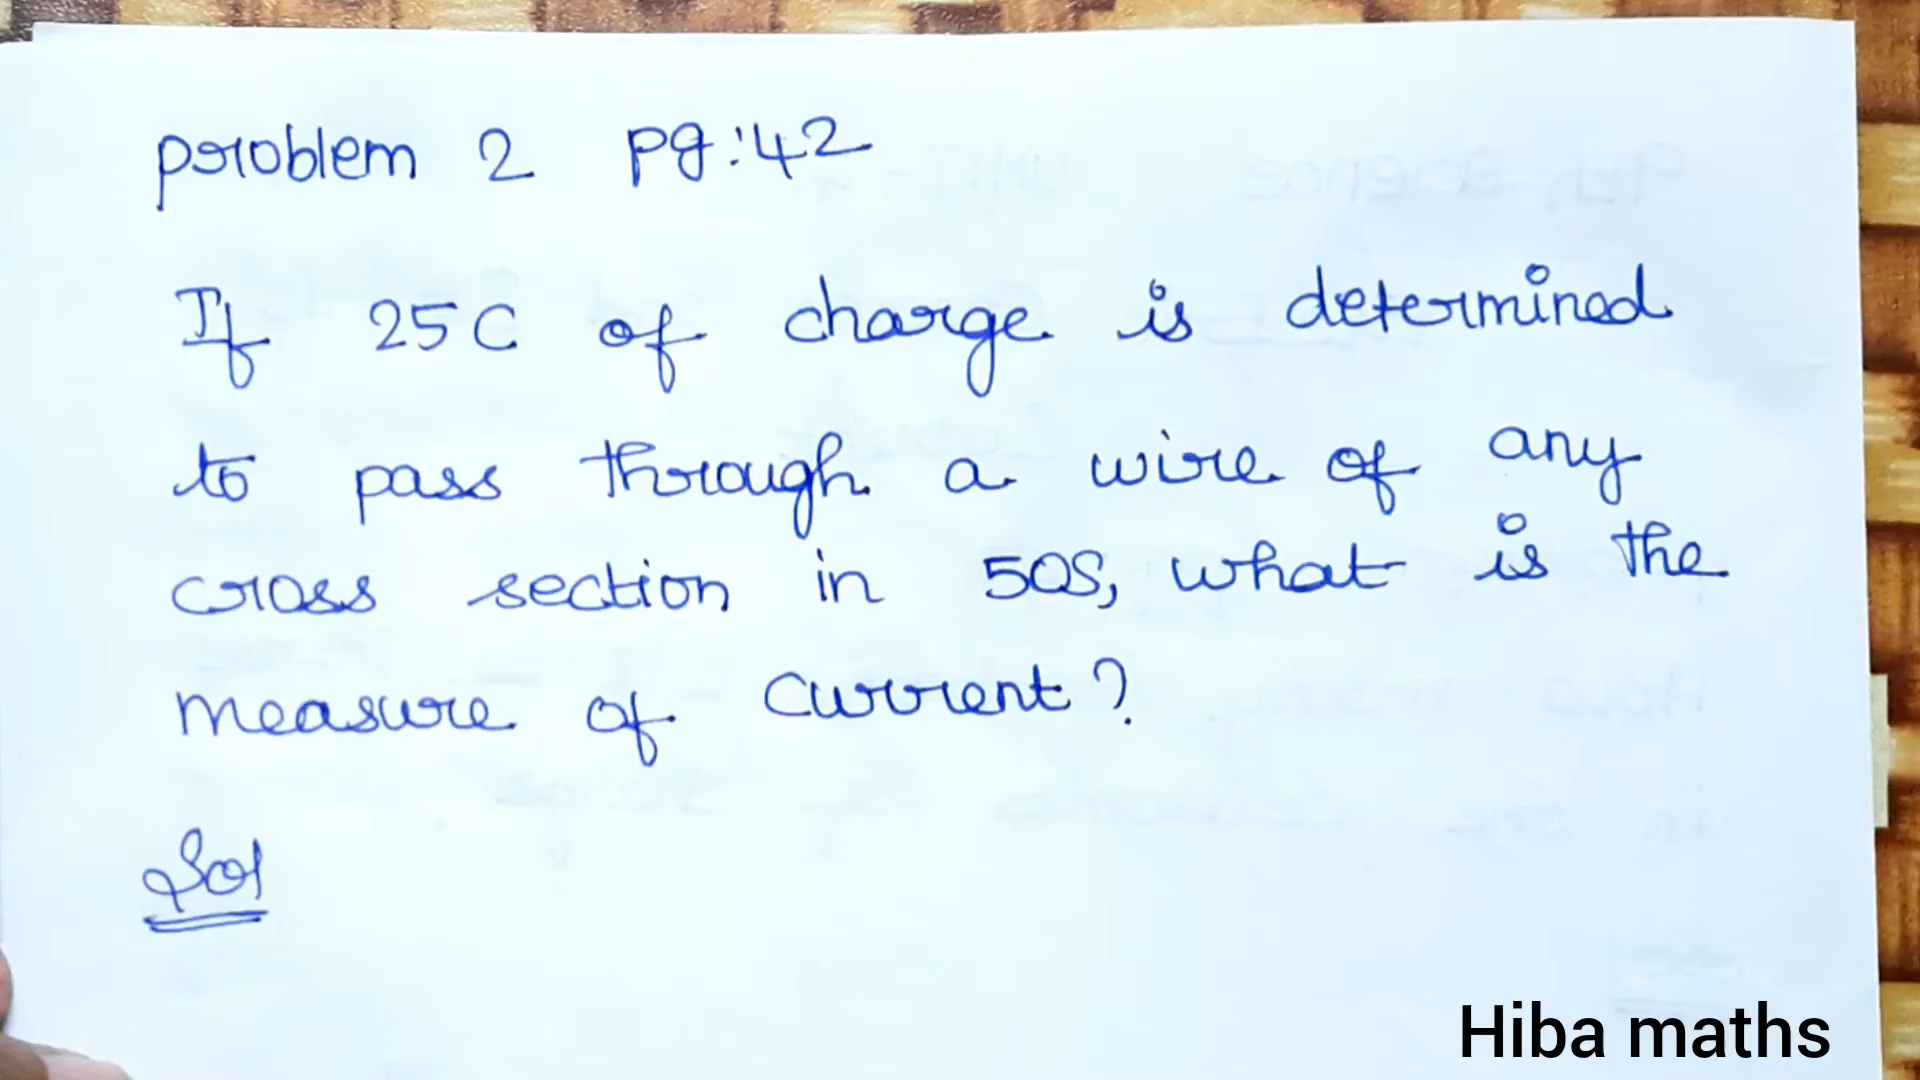 problem 2 pg:42
If 25C of charge is determined
to pass through a wire of any
cross section in 50S, what is the
measure of current?
Sol
Hiba maths